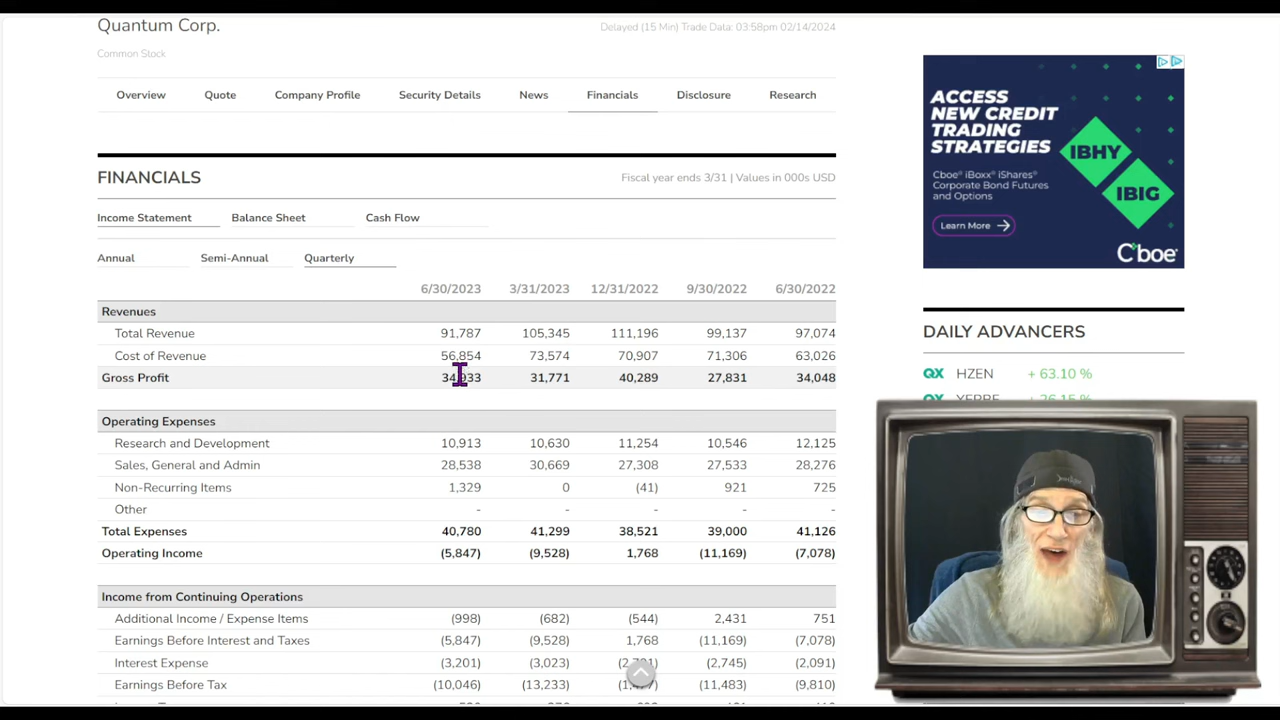 Quantum Corp.
Delayed (15 Min) Trade Data: 03:58pm 02/14/2024
Common Stock
Overview Quote Company Profile Security Details News Financials Disclosure Research
FINANCIALS
Fiscal year ends 3/31 | Values in 000s USD
Income Statement Balance Sheet Cash Flow
Annual Semi-Annual Quarterly
6/30/2023 3/31/2023 12/31/2022 9/30/2022 6/30/2022
Revenues
Total Revenue 91,787 105,345 111,196 99,137 97,074
Cost of Revenue 56,854 73,574 70,907 71,306 63,026
Gross Profit 34,933 31,771 40,289 27,831 34,048
Operating Expenses
Research and Development 10,913 10,630 11,254 10,546 12,125
Sales, General and Admin 28,538 30,669 27,308 27,533 28,276
Non-Recurring Items 1,329 0 (41) 921 725
Other - - - - -
Total Expenses 40,780 41,299 38,521 39,000 41,126
Operating Income (5,847) (9,528) 1,768 (11,169) (7,078)
Income from Continuing Operations
Additional Income / Expense Items (998) (682) (544) 2,431 751
Earnings Before Interest and Taxes (5,847) (9,528) 1,768 (11,169) (7,078)
Interest Expense (3,201) (3,023) (2,745) (2,091)
Earnings Before Tax (10,046) (13,233) (11,483) (9,810)
ACCESS
NEW CREDIT
TRADING
STRATEGIES
Cboe® iBoxx® iShares®
Corporate Bond Futures
and Options
Learn More
IBHY
IBIG
Cboe
DAILY ADVANCERS
QX HZEN + 63.10 %